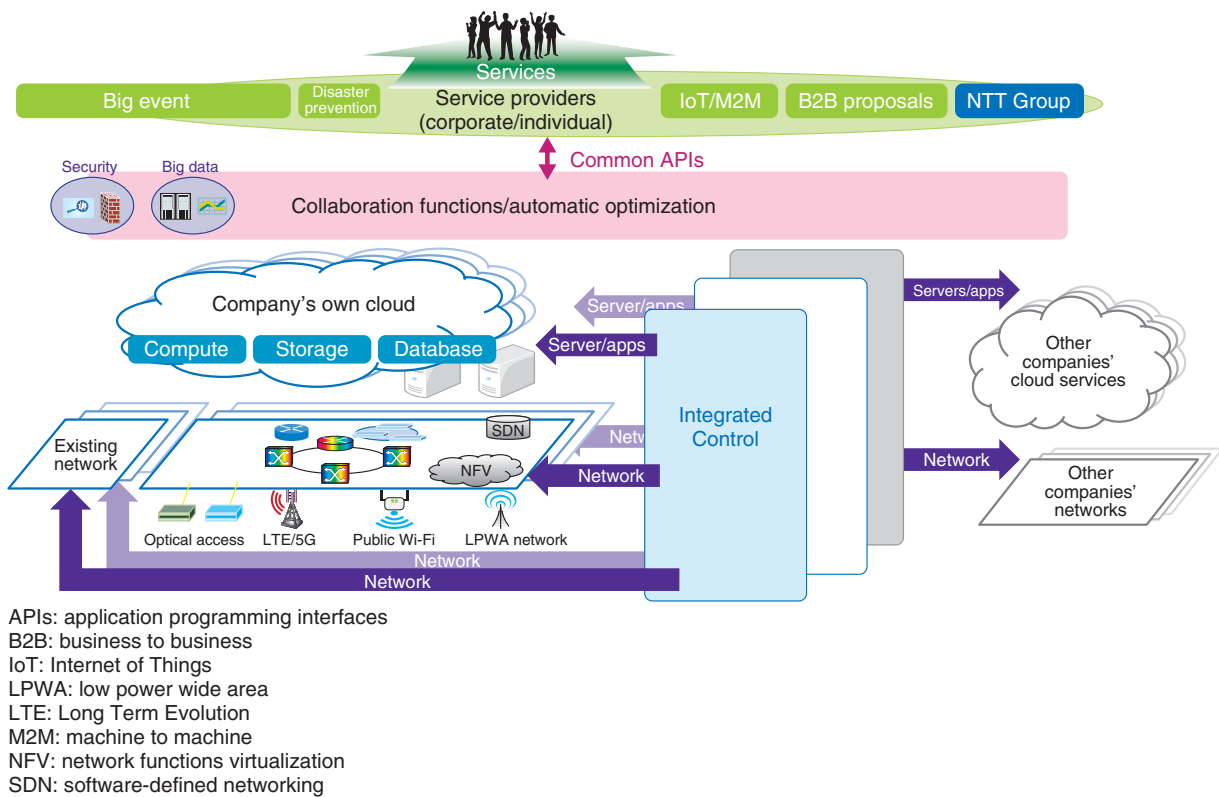 Services
Big event
Disaster
prevention
Service providers
(corporate/individual)
IoT/M2M
B2B proposals
NTT Group
Common APIs
Security
Big data
Collaboration functions/automatic optimization
Company's own cloud
Compute
Storage
Database
Server/apps
Server/apps
Servers/apps
Other
companies'
cloud services
Integrated
Control
Existing
network
SDN
NFV
Network
Network
Other
companies'
networks
Optical access
LTE/5G
Public Wi-Fi
LPWA network
Network
Network
APIs: application programming interfaces
B2B: business to business
IoT: Internet of Things
LPWA: low power wide area
LTE: Long Term Evolution
M2M: machine to machine
NFV: network functions virtualization
SDN: software-defined networking